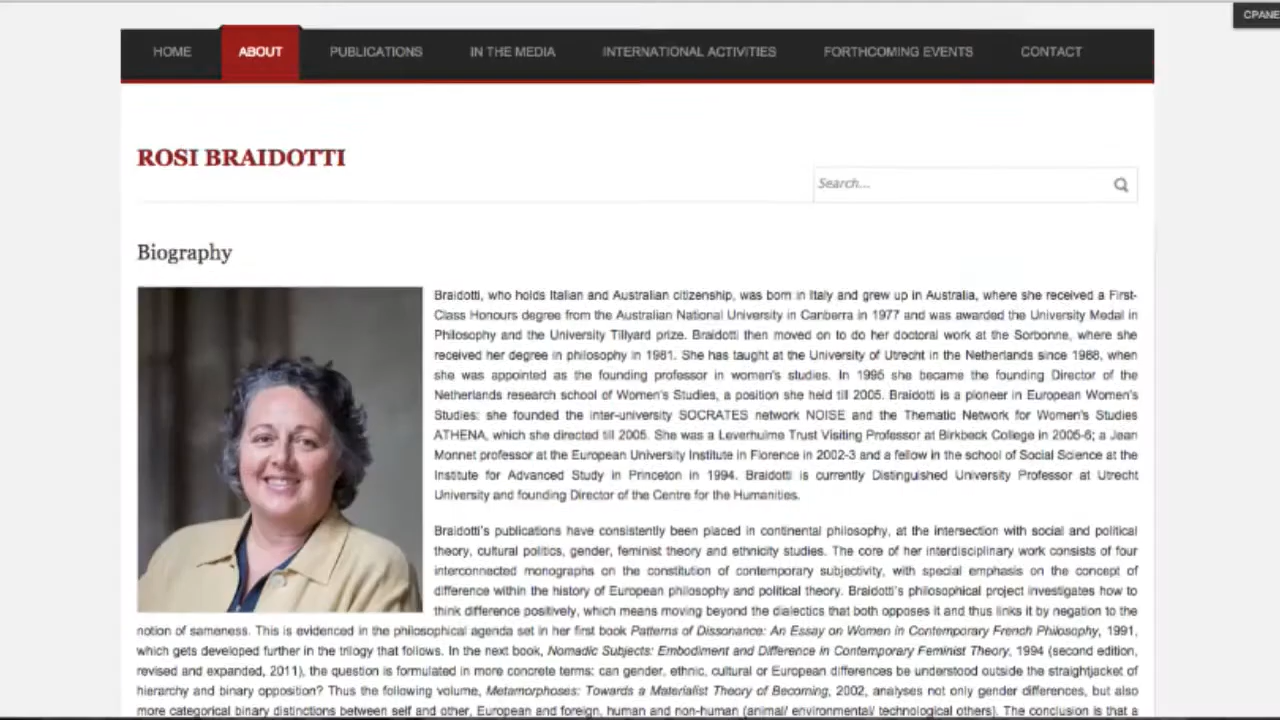 CPANE
HOME ABOUT PUBLICATIONS IN THE MEDIA INTERNATIONAL ACTIVITIES FORTHCOMING EVENTS CONTACT
ROSI BRAIDOTTI
Search...
Biography
Braidotti, who holds Italian and Australian citizenship, was born in Italy and grew up in Australia, where she received a First-
Class Honours degree from the Australian National University in Canberra in 1977 and was awarded the University Medal in
Philosophy and the University Tillyard prize. Braidotti then moved on to do her doctoral work at the Sorbonne, where she
received her degree in philosophy in 1981. She has taught at the University of Utrecht in the Netherlands since 1988, when
she was appointed as the founding professor in women's studies. In 1995 she became the founding Director of the
Netherlands research school of Women's Studies, a position she held till 2005. Braidotti is a pioneer in European Women's
Studies: she founded the inter-university SOCRATES network NOISE and the Thematic Network for Women's Studies
ATHENA, which she directed till 2005. She was a Leverhulme Trust Visiting Professor at Birkbeck College in 2005-6; a Jean
Monnet professor at the European University Institute in Florence in 2002-3 and a fellow in the school of Social Science at the
Institute for Advanced Study in Princeton in 1994. Braidotti is currently Distinguished University Professor at Utrecht
University and founding Director of the Centre for the Humanities.
Braidotti's publications have consistently been placed in continental philosophy, at the intersection with social and political
theory, cultural politics, gender, feminist theory and ethnicity studies. The core of her interdisciplinary work consists of four
interconnected monographs on the constitution of contemporary subjectivity, with special emphasis on the concept of
difference within the history of European philosophy and political theory. Braidotti's philosophical project investigates how to
think difference positively, which means moving beyond the dialectics that both opposes it and thus links it by negation to the
notion of sameness. This is evidenced in the philosophical agenda set in her first book Patterns of Dissonance: An Essay on Women in Contemporary French Philosophy, 1991,
which gets developed further in the trilogy that follows. In the next book, Nomadic Subjects: Embodiment and Difference in Contemporary Feminist Theory, 1994 (second edition,
revised and expanded, 2011), the question is formulated in more concrete terms: can gender, ethnic, cultural or European differences be understood outside the straightjacket of
hierarchy and binary opposition? Thus the following volume, Metamorphoses: Towards a Materialist Theory of Becoming, 2002, analyses not only gender differences, but also
more categorical binary distinctions between self and other, European and foreign, human and non-human (animal/ environmental/ technological others). The conclusion is that a